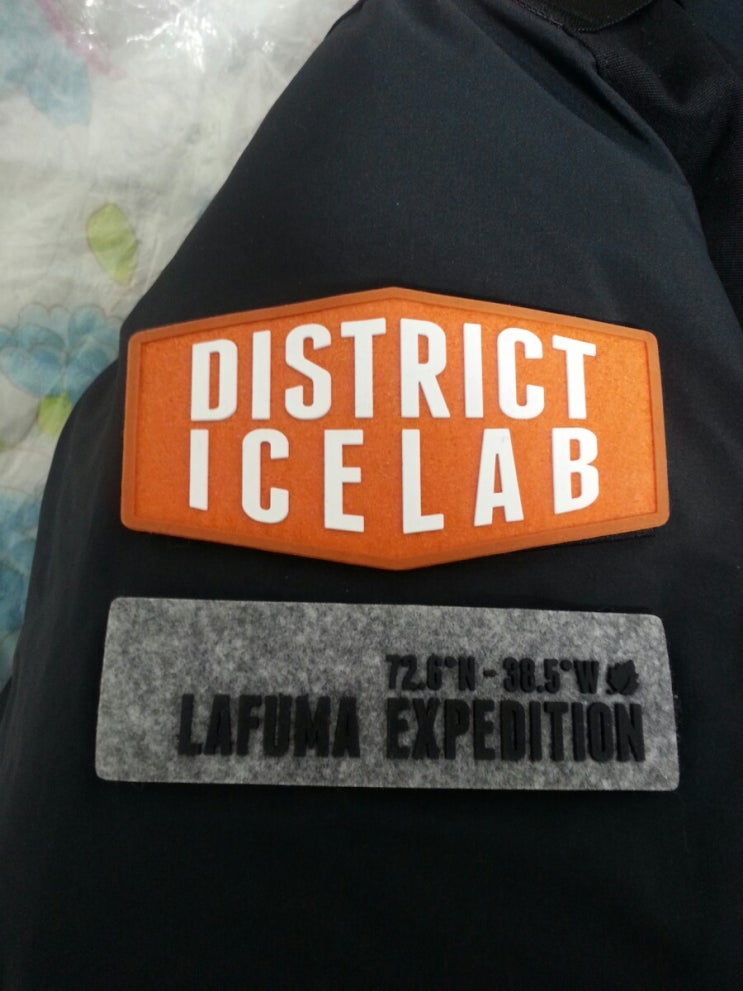 DISTRICT
ICELAB
72.6°N - 38.5°W
LAFUMA EXPEDITION